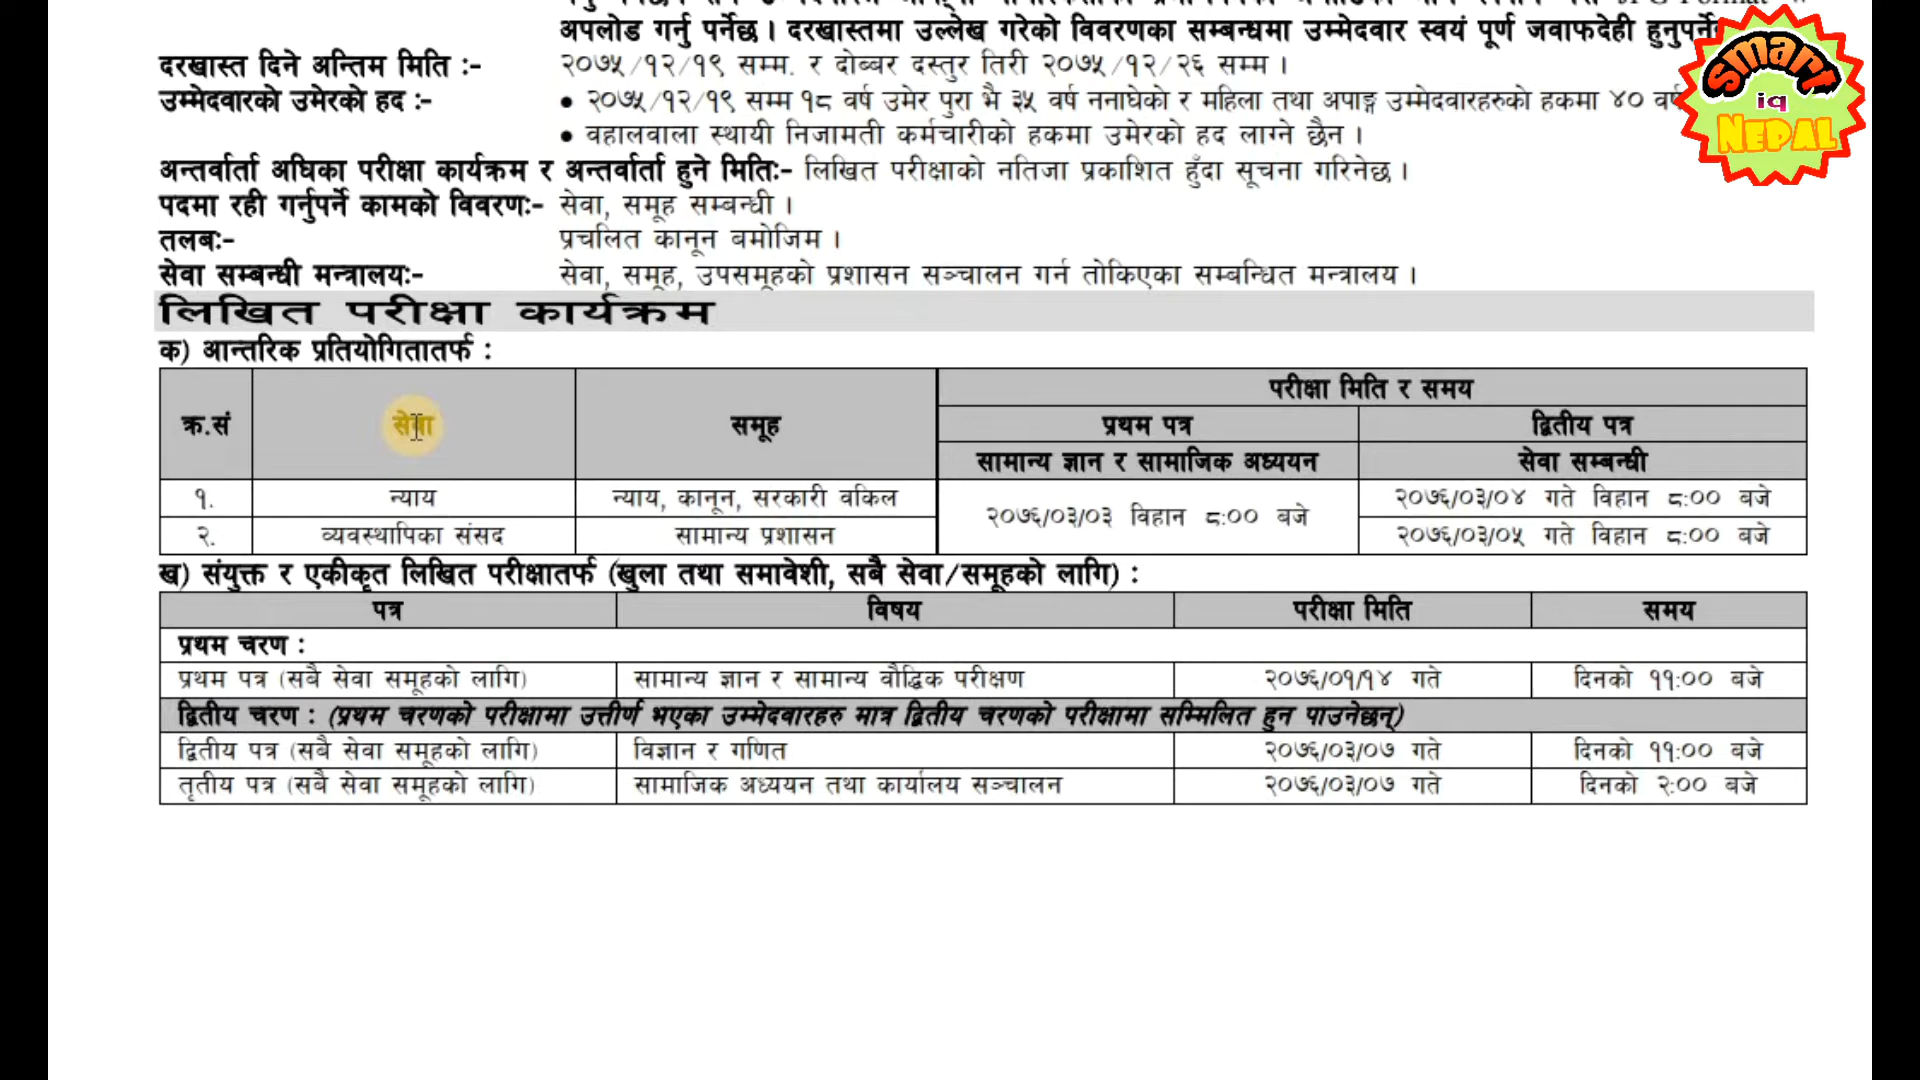 अपलोड गर्नु पर्नेछ । दरखास्तमा उल्लेख गरेको विवरणका सम्बन्धमा उम्मेदवार स्वयं पूर्ण जवाफदेही हुनुपर्नेछ
दरखास्त दिने अन्तिम मिति :- २०७५/१२/१९ सम्म. र दोब्बर दस्तुर तिरी २०७५/१२/२६ सम्म ।
उम्मेदवारको उमेरको हद :- • २०७५/१२/१९ सम्म १८ वर्ष उमेर पुरा भै ३५ वर्ष ननाघेको र महिला तथा अपाङ्ग उम्मेदवारहरुको हकमा ४० वर्ष
• वहालवाला स्थायी निजामती कर्मचारीको हकमा उमेरको हद लाग्ने छैन ।
अन्तर्वार्ता अघिका परीक्षा कार्यक्रम र अन्तर्वार्ता हुने मितिः- लिखित परीक्षाको नतिजा प्रकाशित हुँदा सूचना गरिनेछ ।
पदमा रही गर्नुपर्ने कामको विवरणः- सेवा, समूह सम्बन्धी ।
तलबः- प्रचलित कानून बमोजिम ।
सेवा सम्बन्धी मन्त्रालयः- सेवा, समूह, उपसमूहको प्रशासन सञ्चालन गर्न तोकिएका सम्बन्धित मन्त्रालय ।
लिखित परीक्षा कार्यक्रम
क) आन्तरिक प्रतियोगितातर्फ :
क्र.सं सेवा समूह परीक्षा मिति र समय
प्रथम पत्र द्वितीय पत्र
सामान्य ज्ञान र सामाजिक अध्ययन सेवा सम्बन्धी
१. न्याय न्याय, कानून, सरकारी वकिल २०७६/०३/०३ विहान ८:०० बजे २०७६/०३/०४ गते विहान ८:०० बजे
२. व्यवस्थापिका संसद सामान्य प्रशासन २०७६/०३/०५ गते विहान ८:०० बजे
ख) संयुक्त र एकीकृत लिखित परीक्षातर्फ (खुला तथा समावेशी, सबै सेवा/समूहको लागि) :
पत्र विषय परीक्षा मिति समय
प्रथम चरण :
प्रथम पत्र (सबै सेवा समूहको लागि) सामान्य ज्ञान र सामान्य वौद्धिक परीक्षण २०७६/०१/१४ गते दिनको ११:०० बजे
द्वितीय चरण : (प्रथम चरणको परीक्षामा उत्तीर्ण भएका उम्मेदवारहरु मात्र द्वितीय चरणको परीक्षामा सम्मिलित हुन पाउनेछन्)
द्वितीय पत्र (सबै सेवा समूहको लागि) विज्ञान र गणित २०७६/०३/०७ गते दिनको ११:०० बजे
तृतीय पत्र (सबै सेवा समूहको लागि) सामाजिक अध्ययन तथा कार्यालय सञ्चालन २०७६/०३/०७ गते दिनको २:०० बजे
smart
iq
NEPAL